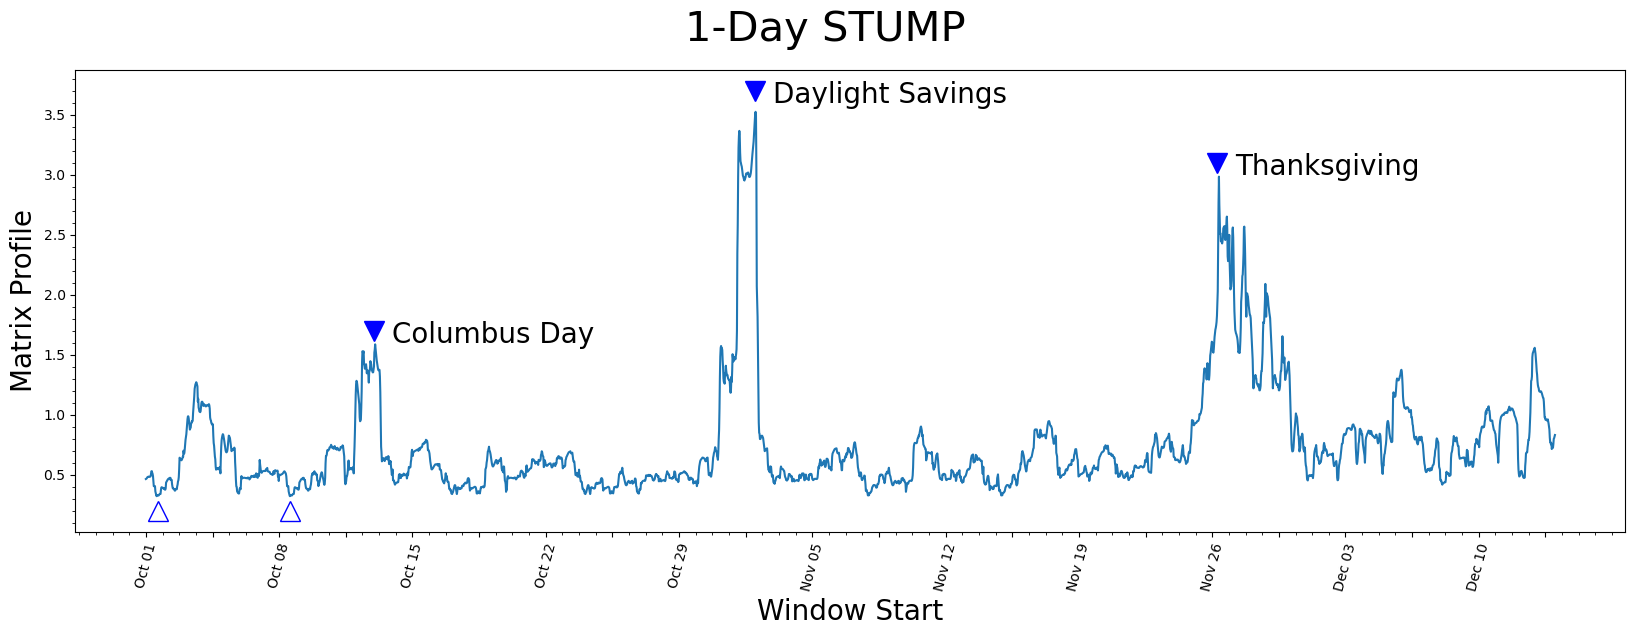 1-Day STUMP
Daylight Savings
Thanksgiving
Columbus Day
Matrix Profile
3.5
3.0
2.5
2.0
1.5
1.0
0.5
Oct 01
Oct 08
Oct 15
Oct 22
Oct 29
Nov 05
Nov 12
Nov 19
Nov 26
Dec 03
Dec 10
Window Start